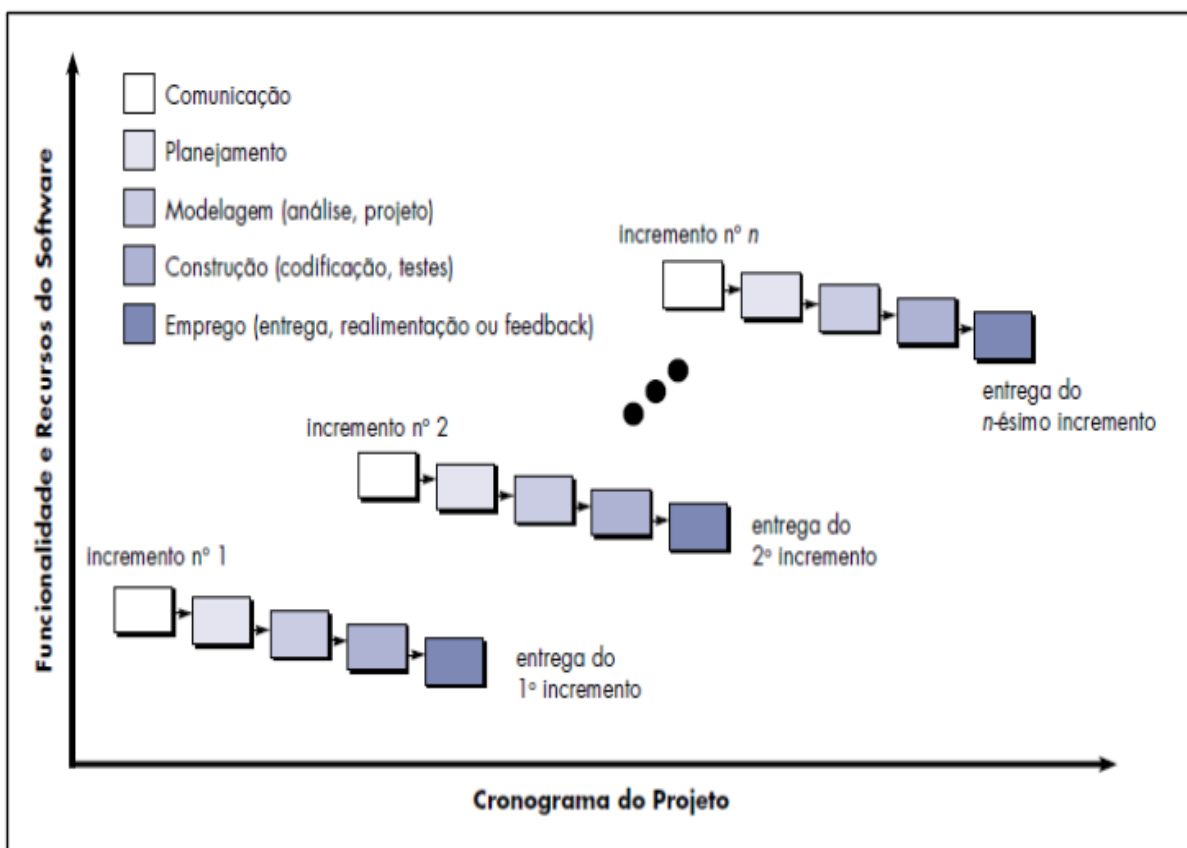 Funcionalidade e Recursos do Software
Comunicação
Planejamento
Modelagem (análise, projeto)
Construção (codificação, testes)
Emprego (entrega, realimentação ou feedback)
incremento nº n
entrega do
n-ésimo incremento
incremento nº 2
entrega do
2º incremento
incremento nº 1
entrega do
1º incremento
Cronograma do Projeto